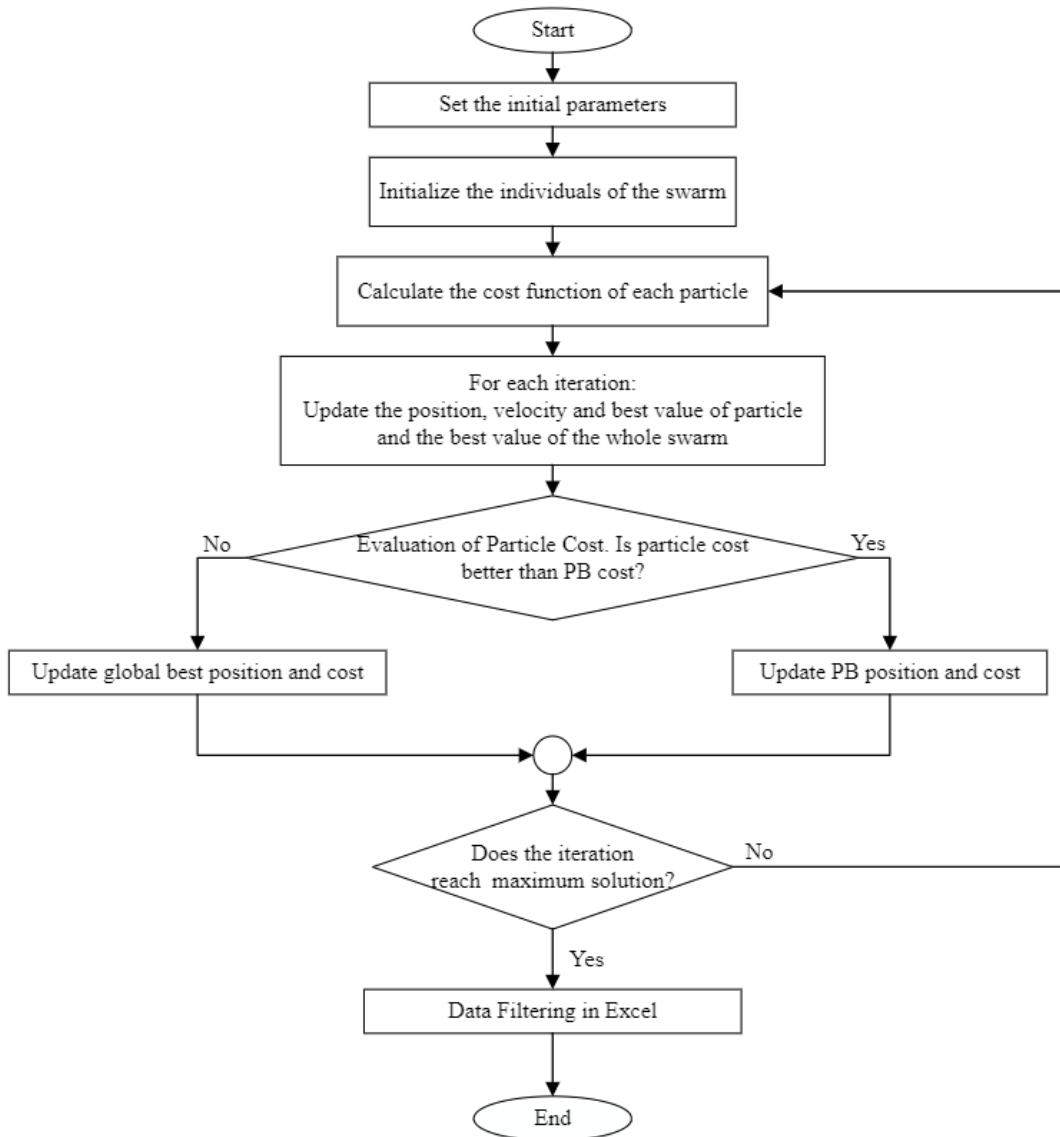 Start
Set the initial parameters
Initialize the individuals of the swarm
Calculate the cost function of each particle
For each iteration:
Update the position, velocity and best value of particle
and the best value of the whole swarm
No
Evaluation of Particle Cost. Is particle cost
better than PB cost?
Yes
Update global best position and cost
Update PB position and cost
Does the iteration
reach maximum solution?
No
Yes
Data Filtering in Excel
End